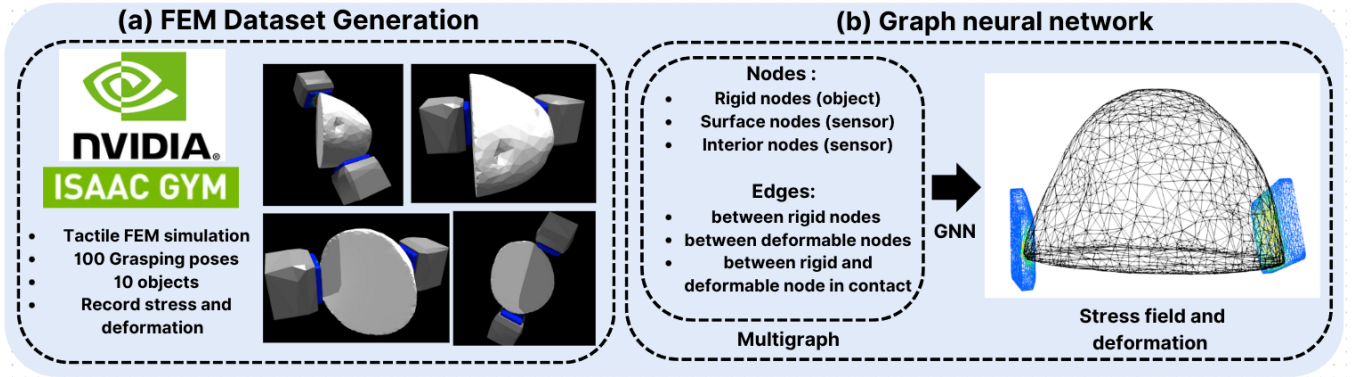 (a) FEM Dataset Generation
NVIDIA®
ISAAC GYM
• Tactile FEM simulation
• 100 Grasping poses
• 10 objects
• Record stress and
deformation
(b) Graph neural network
Nodes :
• Rigid nodes (object)
• Surface nodes (sensor)
• Interior nodes (sensor)
Edges:
• between rigid nodes
• between deformable nodes
• between rigid and
deformable node in contact
Multigraph
GNN
Stress field and
deformation